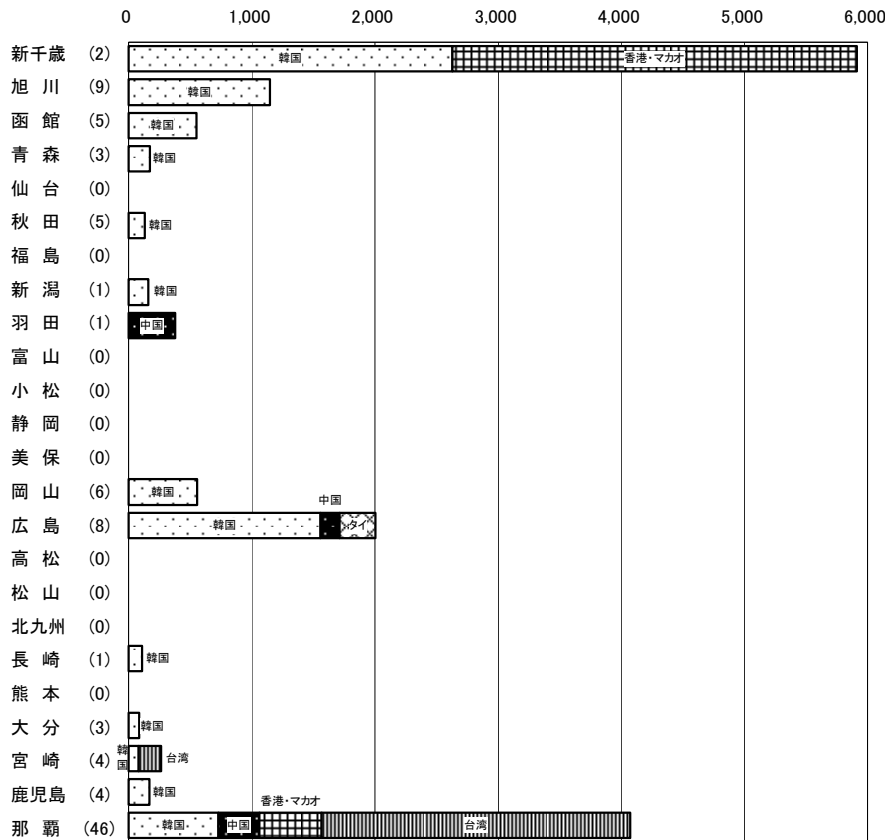 0 1,000 2,000 3,000 4,000 5,000 6,000
新千歳 (2) 韓国 香港・マカオ
旭 川 (9) 韓国
函 館 (5) 韓国
青 森 (3) 韓国
仙 台 (0)
秋 田 (5) 韓国
福 島 (0)
新 潟 (1) 韓国
羽 田 (1) 中国
富 山 (0)
小 松 (0)
静 岡 (0)
美 保 (0)
岡 山 (6) 韓国
中国
広 島 (8) 韓国 タイ
高 松 (0)
松 山 (0)
北九州 (0)
長 崎 (1) 韓国
熊 本 (0)
大 分 (3) 韓国
宮 崎 (4) 韓国 台湾
鹿児島 (4) 韓国
香港・マカオ
那 覇 (46) 韓国 中国 台湾